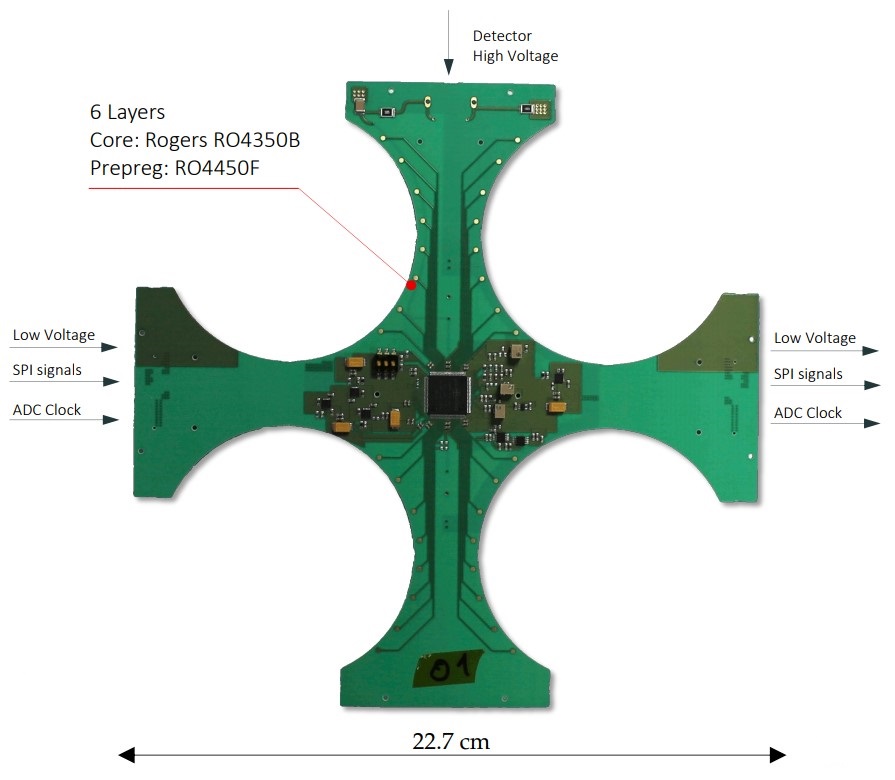 Detector
High Voltage
6 Layers
Core: Rogers RO4350B
Prepreg: RO4450F
Low Voltage
SPI signals
ADC Clock
Low Voltage
SPI signals
ADC Clock
01
22.7 cm